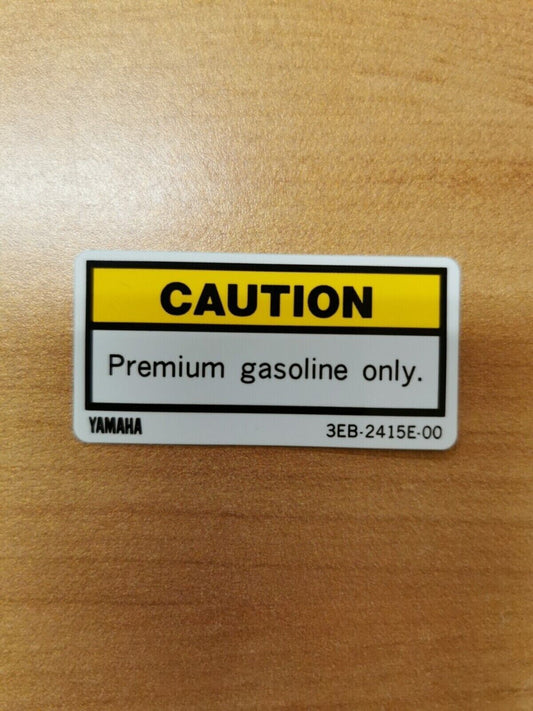 CAUTION
Premium gasoline only.
YAMAHA 3EB-2415E-00